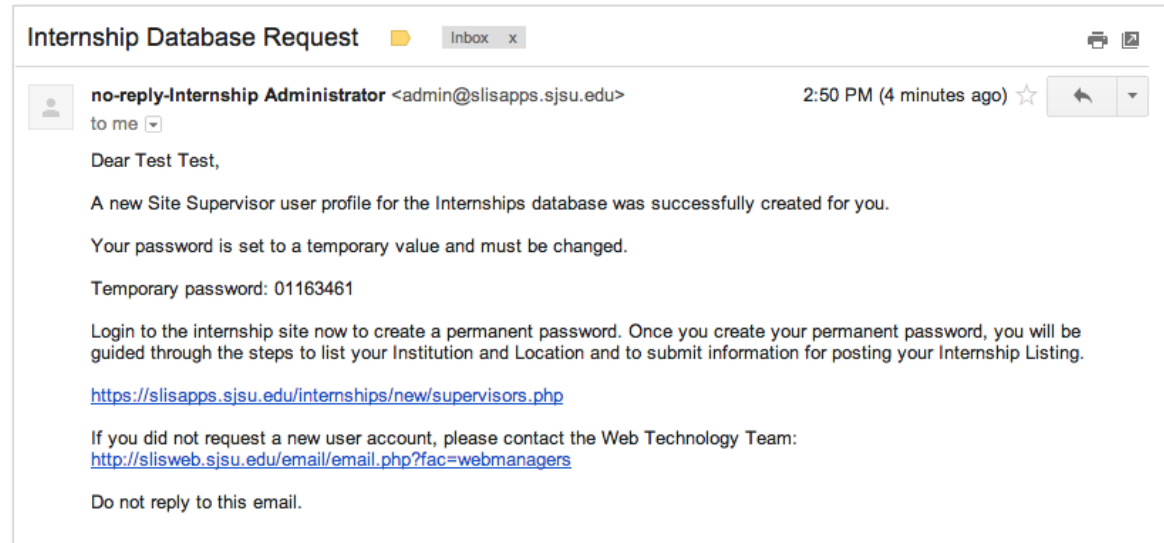 Internship Database Request
Inbox x
no-reply-Internship Administrator <admin@slisapps.sjsu.edu>
2:50 PM (4 minutes ago)
to me
Dear Test Test,
A new Site Supervisor user profile for the Internships database was successfully created for you.
Your password is set to a temporary value and must be changed.
Temporary password: 01163461
Login to the internship site now to create a permanent password. Once you create your permanent password, you will be
guided through the steps to list your Institution and Location and to submit information for posting your Internship Listing.
https://slisapps.sjsu.edu/internships/new/supervisors.php
If you did not request a new user account, please contact the Web Technology Team:
http://slisweb.sjsu.edu/email/email.php?fac=webmanagers
Do not reply to this email.